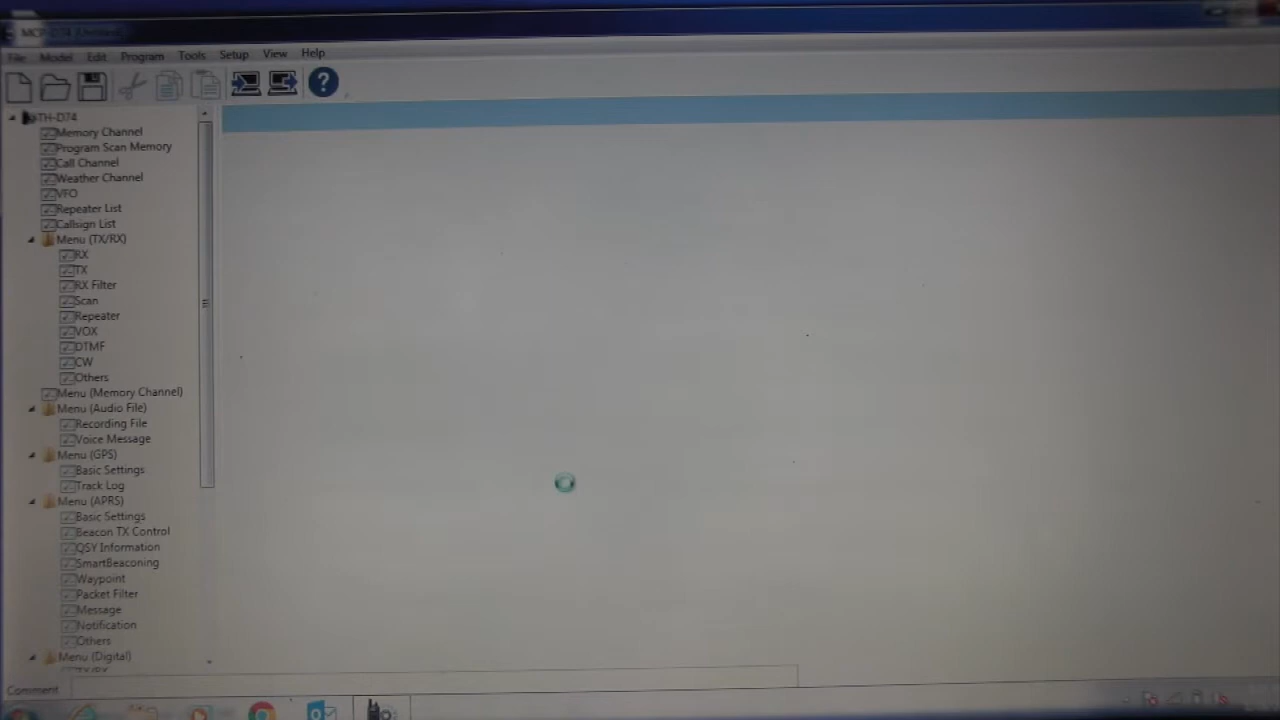 File Model Edit Program Tools Setup View Help
TH-D74
Memory Channel
Program Scan Memory
Call Channel
Weather Channel
VFO
Repeater List
Callsign List
Menu (TX/RX)
RX
TX
RX Filter
Scan
Repeater
VOX
DTMF
CW
Others
Menu (Memory Channel)
Menu (Audio File)
Recording File
Voice Message
Menu (GPS)
Basic Settings
Track Log
Menu (APRS)
Basic Settings
Beacon TX Control
QSY Information
SmartBeaconing
Waypoint
Packet Filter
Message
Notification
Others
Menu (Digital)
Comment